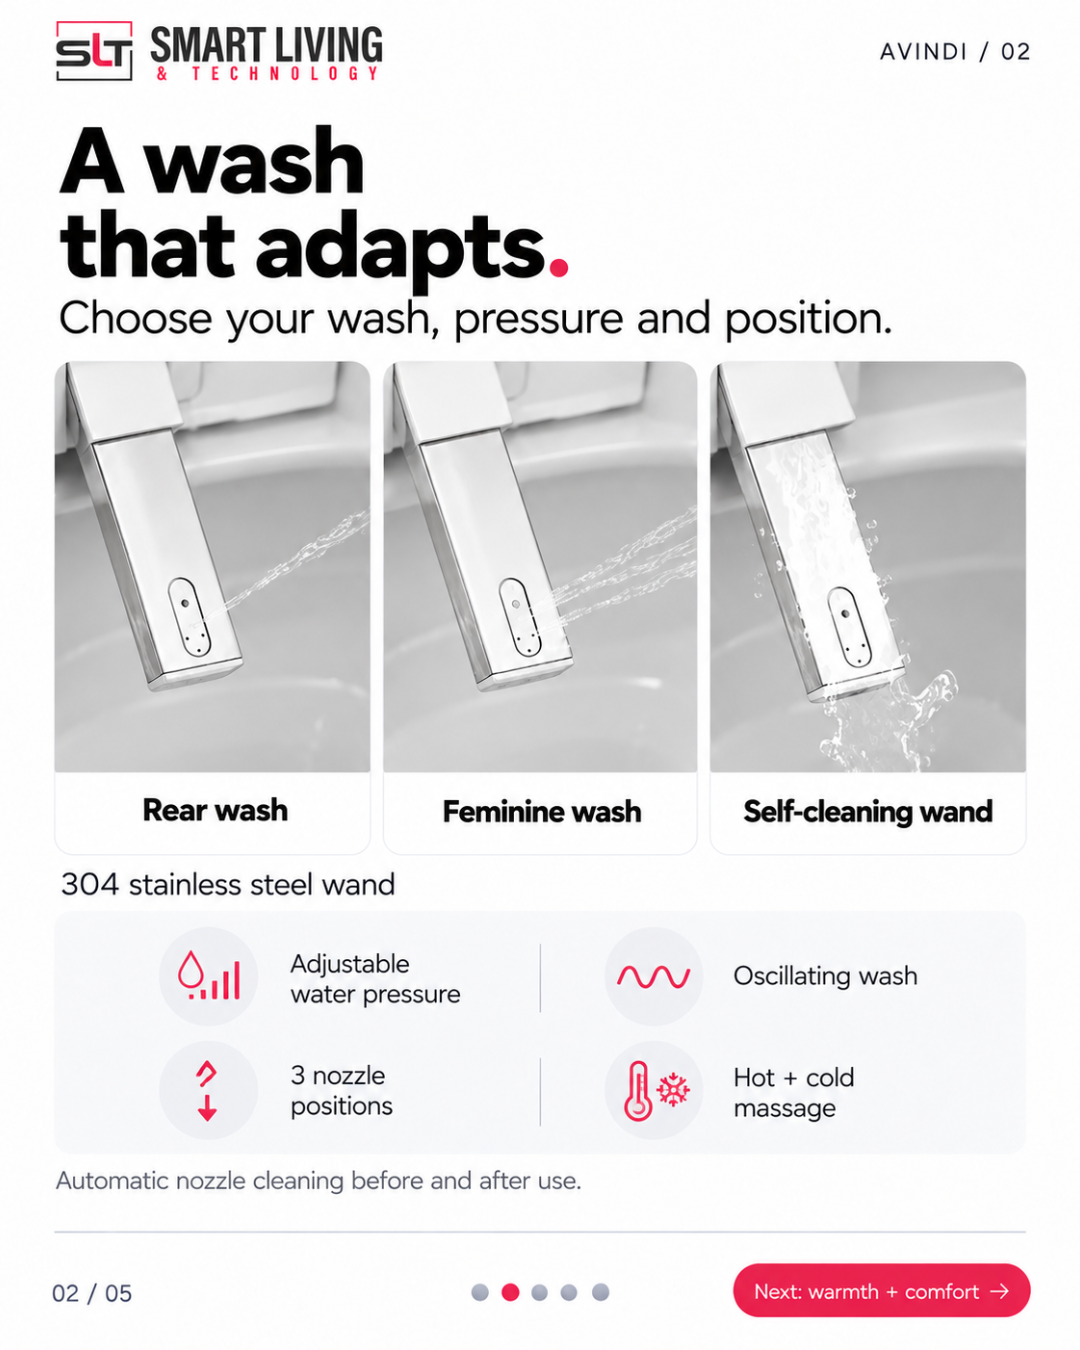 SLT SMART LIVING
& TECHNOLOGY
AVINDI / 02
A wash
that adapts.
Choose your wash, pressure and position.
Rear wash
Feminine wash
Self-cleaning wand
304 stainless steel wand
Adjustable
water pressure
Oscillating wash
3 nozzle
positions
Hot + cold
massage
Automatic nozzle cleaning before and after use.
02 / 05
Next: warmth + comfort →